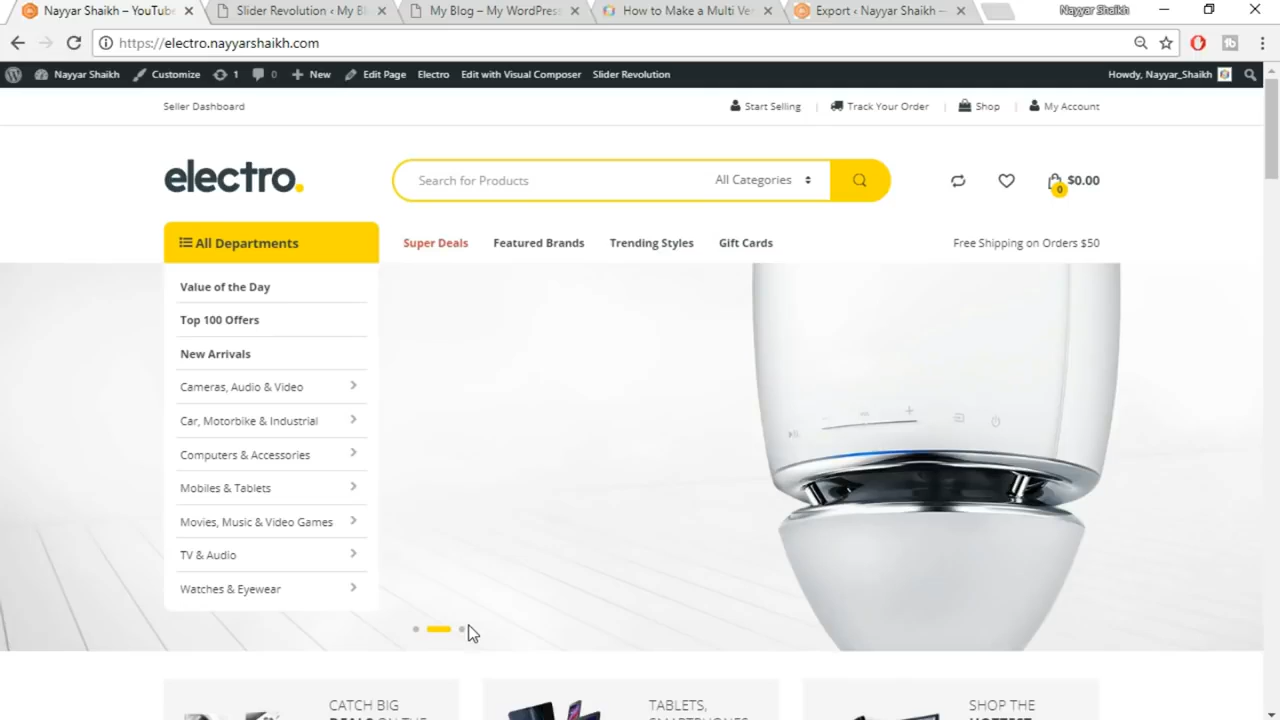 Nayyar Shaikh – YouTub
Slider Revolution ‹ My Bl
My Blog – My WordPress
How to Make a Multi Ve
Export ‹ Nayyar Shaikh —
Nayyar Shaikh
https://electro.nayyarshaikh.com
Nayyar Shaikh
Customize
1
0
New
Edit Page
Electro
Edit with Visual Composer
Slider Revolution
Howdy, Nayyar_Shaikh
Seller Dashboard
Start Selling
Track Your Order
Shop
My Account
electro.
Search for Products
All Categories
0
$0.00
All Departments
Super Deals
Featured Brands
Trending Styles
Gift Cards
Free Shipping on Orders $50
Value of the Day
Top 100 Offers
New Arrivals
Cameras, Audio & Video
Car, Motorbike & Industrial
Computers & Accessories
Mobiles & Tablets
Movies, Music & Video Games
TV & Audio
Watches & Eyewear
CATCH BIG
DEALS ON THE
TABLETS,
SMARTPHONES
SHOP THE
HOTTEST